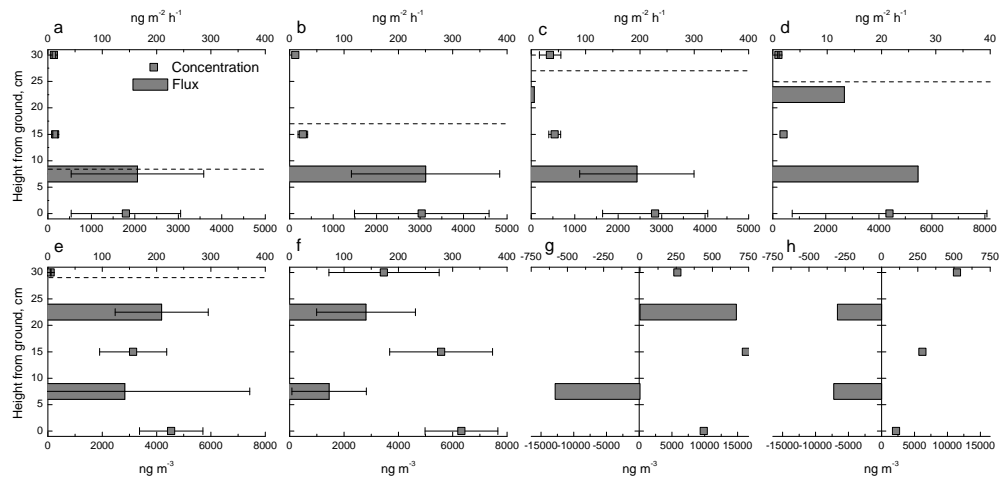 ng m⁻² h⁻¹ ng m⁻² h⁻¹ ng m⁻² h⁻¹ ng m⁻² h⁻¹
a b c d
0 100 200 300 400 0 100 200 300 400 0 100 200 300 400 0 10 20 30 40
30
25
20
15
10
5
0
Height from ground, cm
Concentration
Flux
0 1000 2000 3000 4000 5000 0 1000 2000 3000 4000 5000 0 1000 2000 3000 4000 5000 0 2000 4000 6000 8000
e f g h
0 100 200 300 400 0 100 200 300 400 -750 -500 -250 0 250 500 750 -750 -500 -250 0 250 500 750
30
25
20
15
10
5
0
Height from ground, cm
0 2000 4000 6000 8000 0 2000 4000 6000 8000 -15000 -10000 -5000 0 5000 10000 15000 -15000 -10000 -5000 0 5000 10000 15000
ng m⁻³ ng m⁻³ ng m⁻³ ng m⁻³